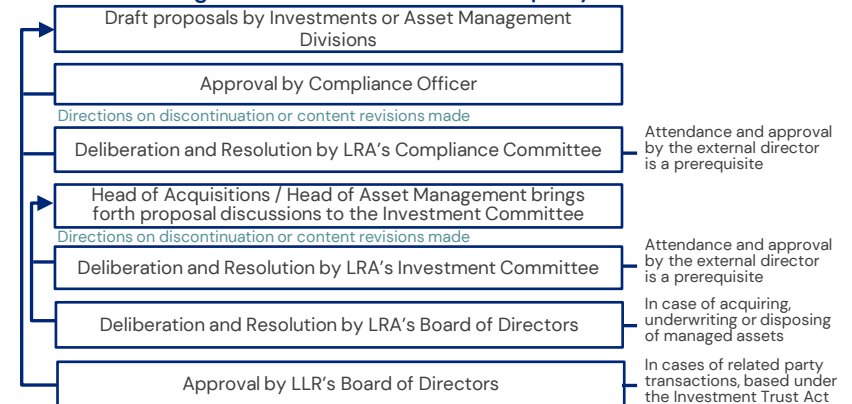 Draft proposals by Investments or Asset Management
Divisions
Approval by Compliance Officer
Directions on discontinuation or content revisions made
Deliberation and Resolution by LRA's Compliance Committee
Attendance and approval
by the external director
is a prerequisite
Head of Acquisitions / Head of Asset Management brings
forth proposal discussions to the Investment Committee
Directions on discontinuation or content revisions made
Deliberation and Resolution by LRA's Investment Committee
Attendance and approval
by the external director
is a prerequisite
Deliberation and Resolution by LRA's Board of Directors
In case of acquiring,
underwriting or disposing
of managed assets
Approval by LLR's Board of Directors
In cases of related party
transactions, based under
the Investment Trust Act